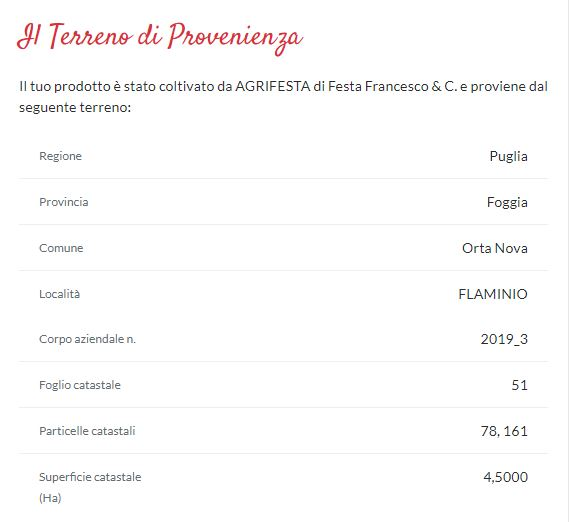 Il Terreno di Provenienza
Il tuo prodotto è stato coltivato da AGRIFESTA di Festa Francesco & C. e proviene dal
seguente terreno:
Regione Puglia
Provincia Foggia
Comune Orta Nova
Località FLAMINIO
Corpo aziendale n. 2019_3
Foglio catastale 51
Particelle catastali 78, 161
Superficie catastale 4,5000
(Ha)